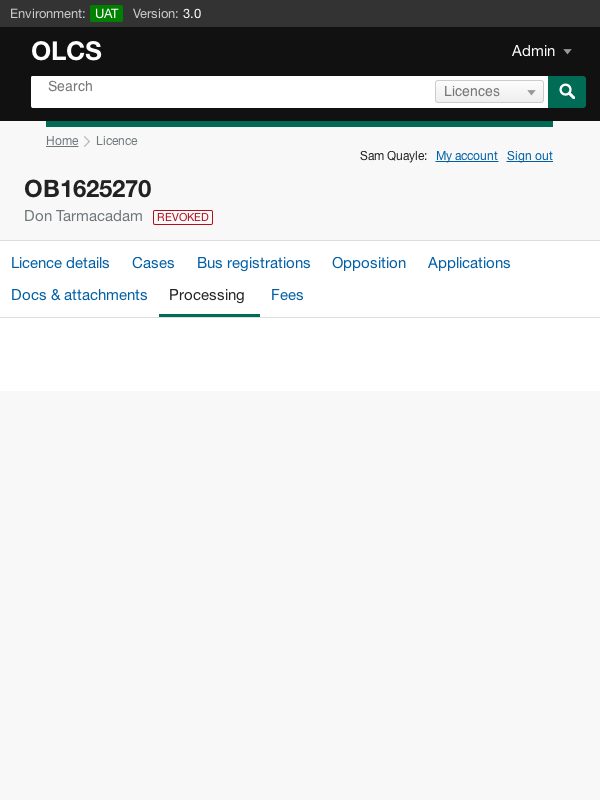 Environment: UAT Version: 3.0
OLCS
Admin
Search
Licences
Home Licence
Sam Quayle: My account Sign out
OB1625270
Don Tarmacadam REVOKED
Licence details Cases Bus registrations Opposition Applications
Docs & attachments Processing Fees